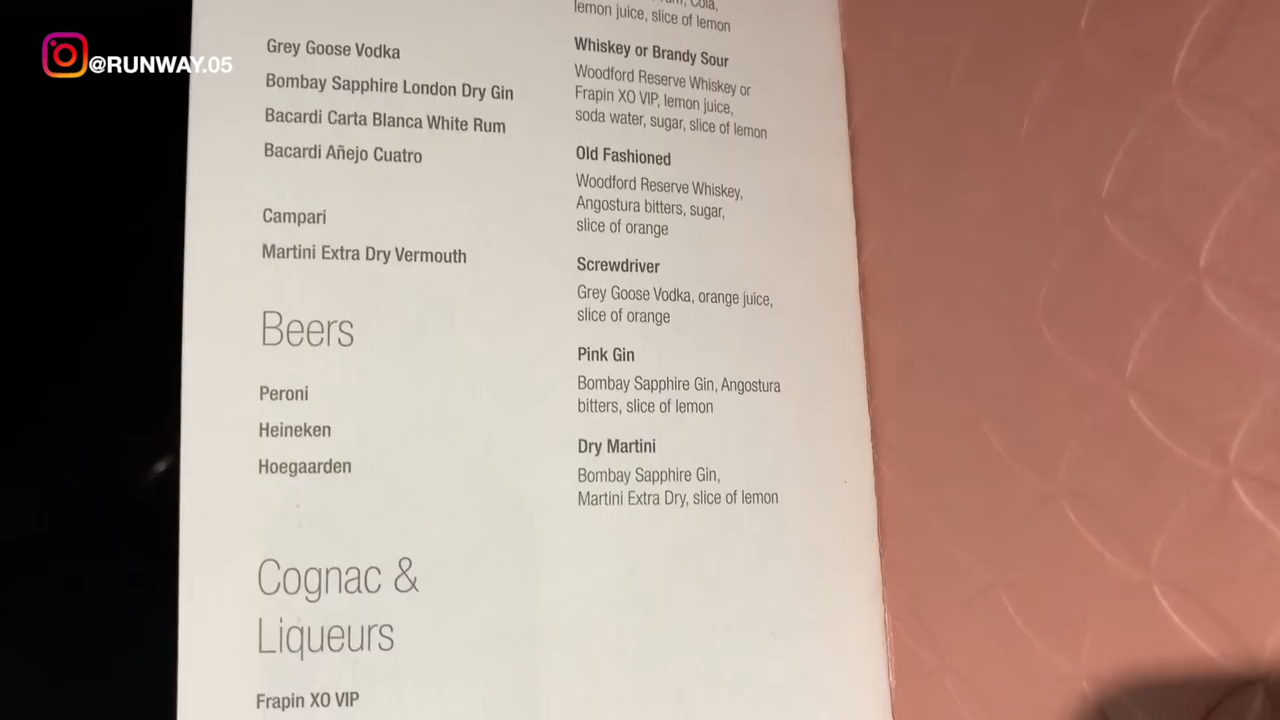 @RUNWAY.05
Grey Goose Vodka
Bombay Sapphire London Dry Gin
Bacardi Carta Blanca White Rum
Bacardi Añejo Cuatro
Campari
Martini Extra Dry Vermouth
Beers
Peroni
Heineken
Hoegaarden
Cognac &
Liqueurs
Frapin XO VIP
Cola,
lemon juice, slice of lemon
Whiskey or Brandy Sour
Woodford Reserve Whiskey or
Frapin XO VIP, lemon juice,
soda water, sugar, slice of lemon
Old Fashioned
Woodford Reserve Whiskey,
Angostura bitters, sugar,
slice of orange
Screwdriver
Grey Goose Vodka, orange juice,
slice of orange
Pink Gin
Bombay Sapphire Gin, Angostura
bitters, slice of lemon
Dry Martini
Bombay Sapphire Gin,
Martini Extra Dry, slice of lemon